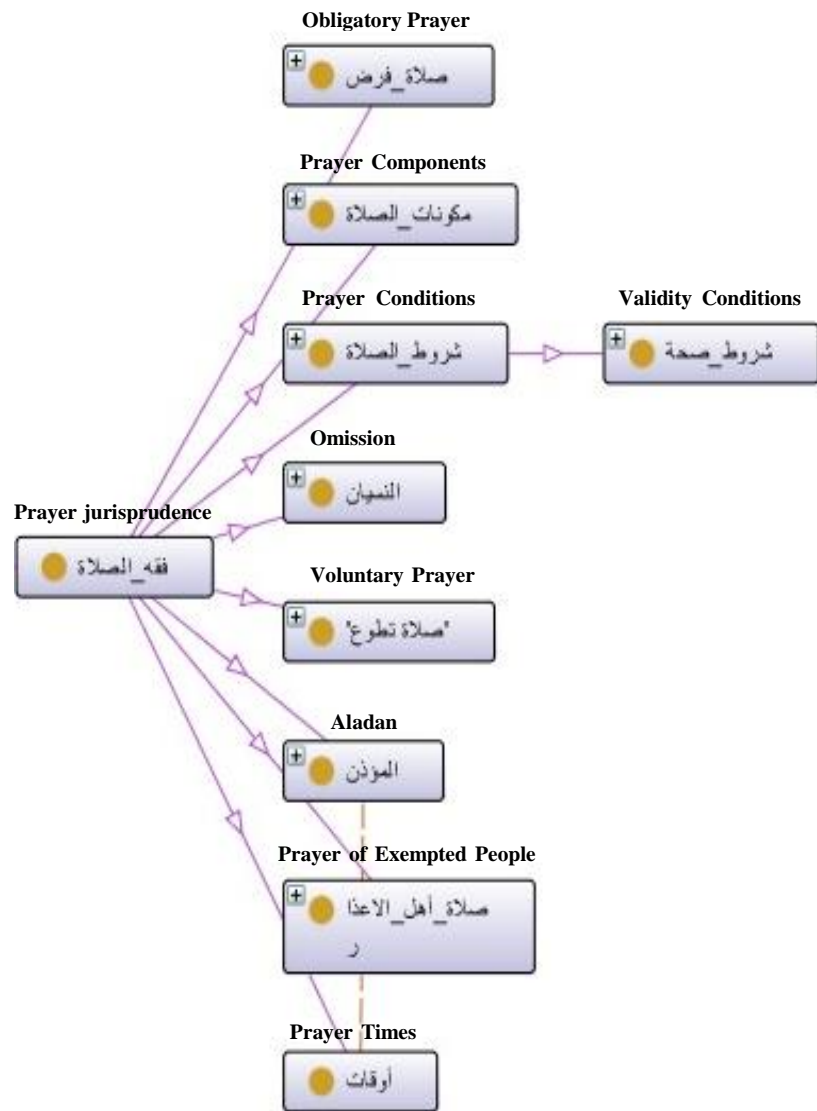 Obligatory Prayer
صلاة_فرض
Prayer Components
مكونات_الصلاة
Prayer Conditions
شروط_الصلاة
Validity Conditions
شروط_صحة
Omission
النسيان
Prayer jurisprudence
فقه_الصلاة
Voluntary Prayer
'صلاة تطوع'
Aladan
المؤذن
Prayer of Exempted People
صلاة_أهل_الاعذا
ر
Prayer Times
أوقات